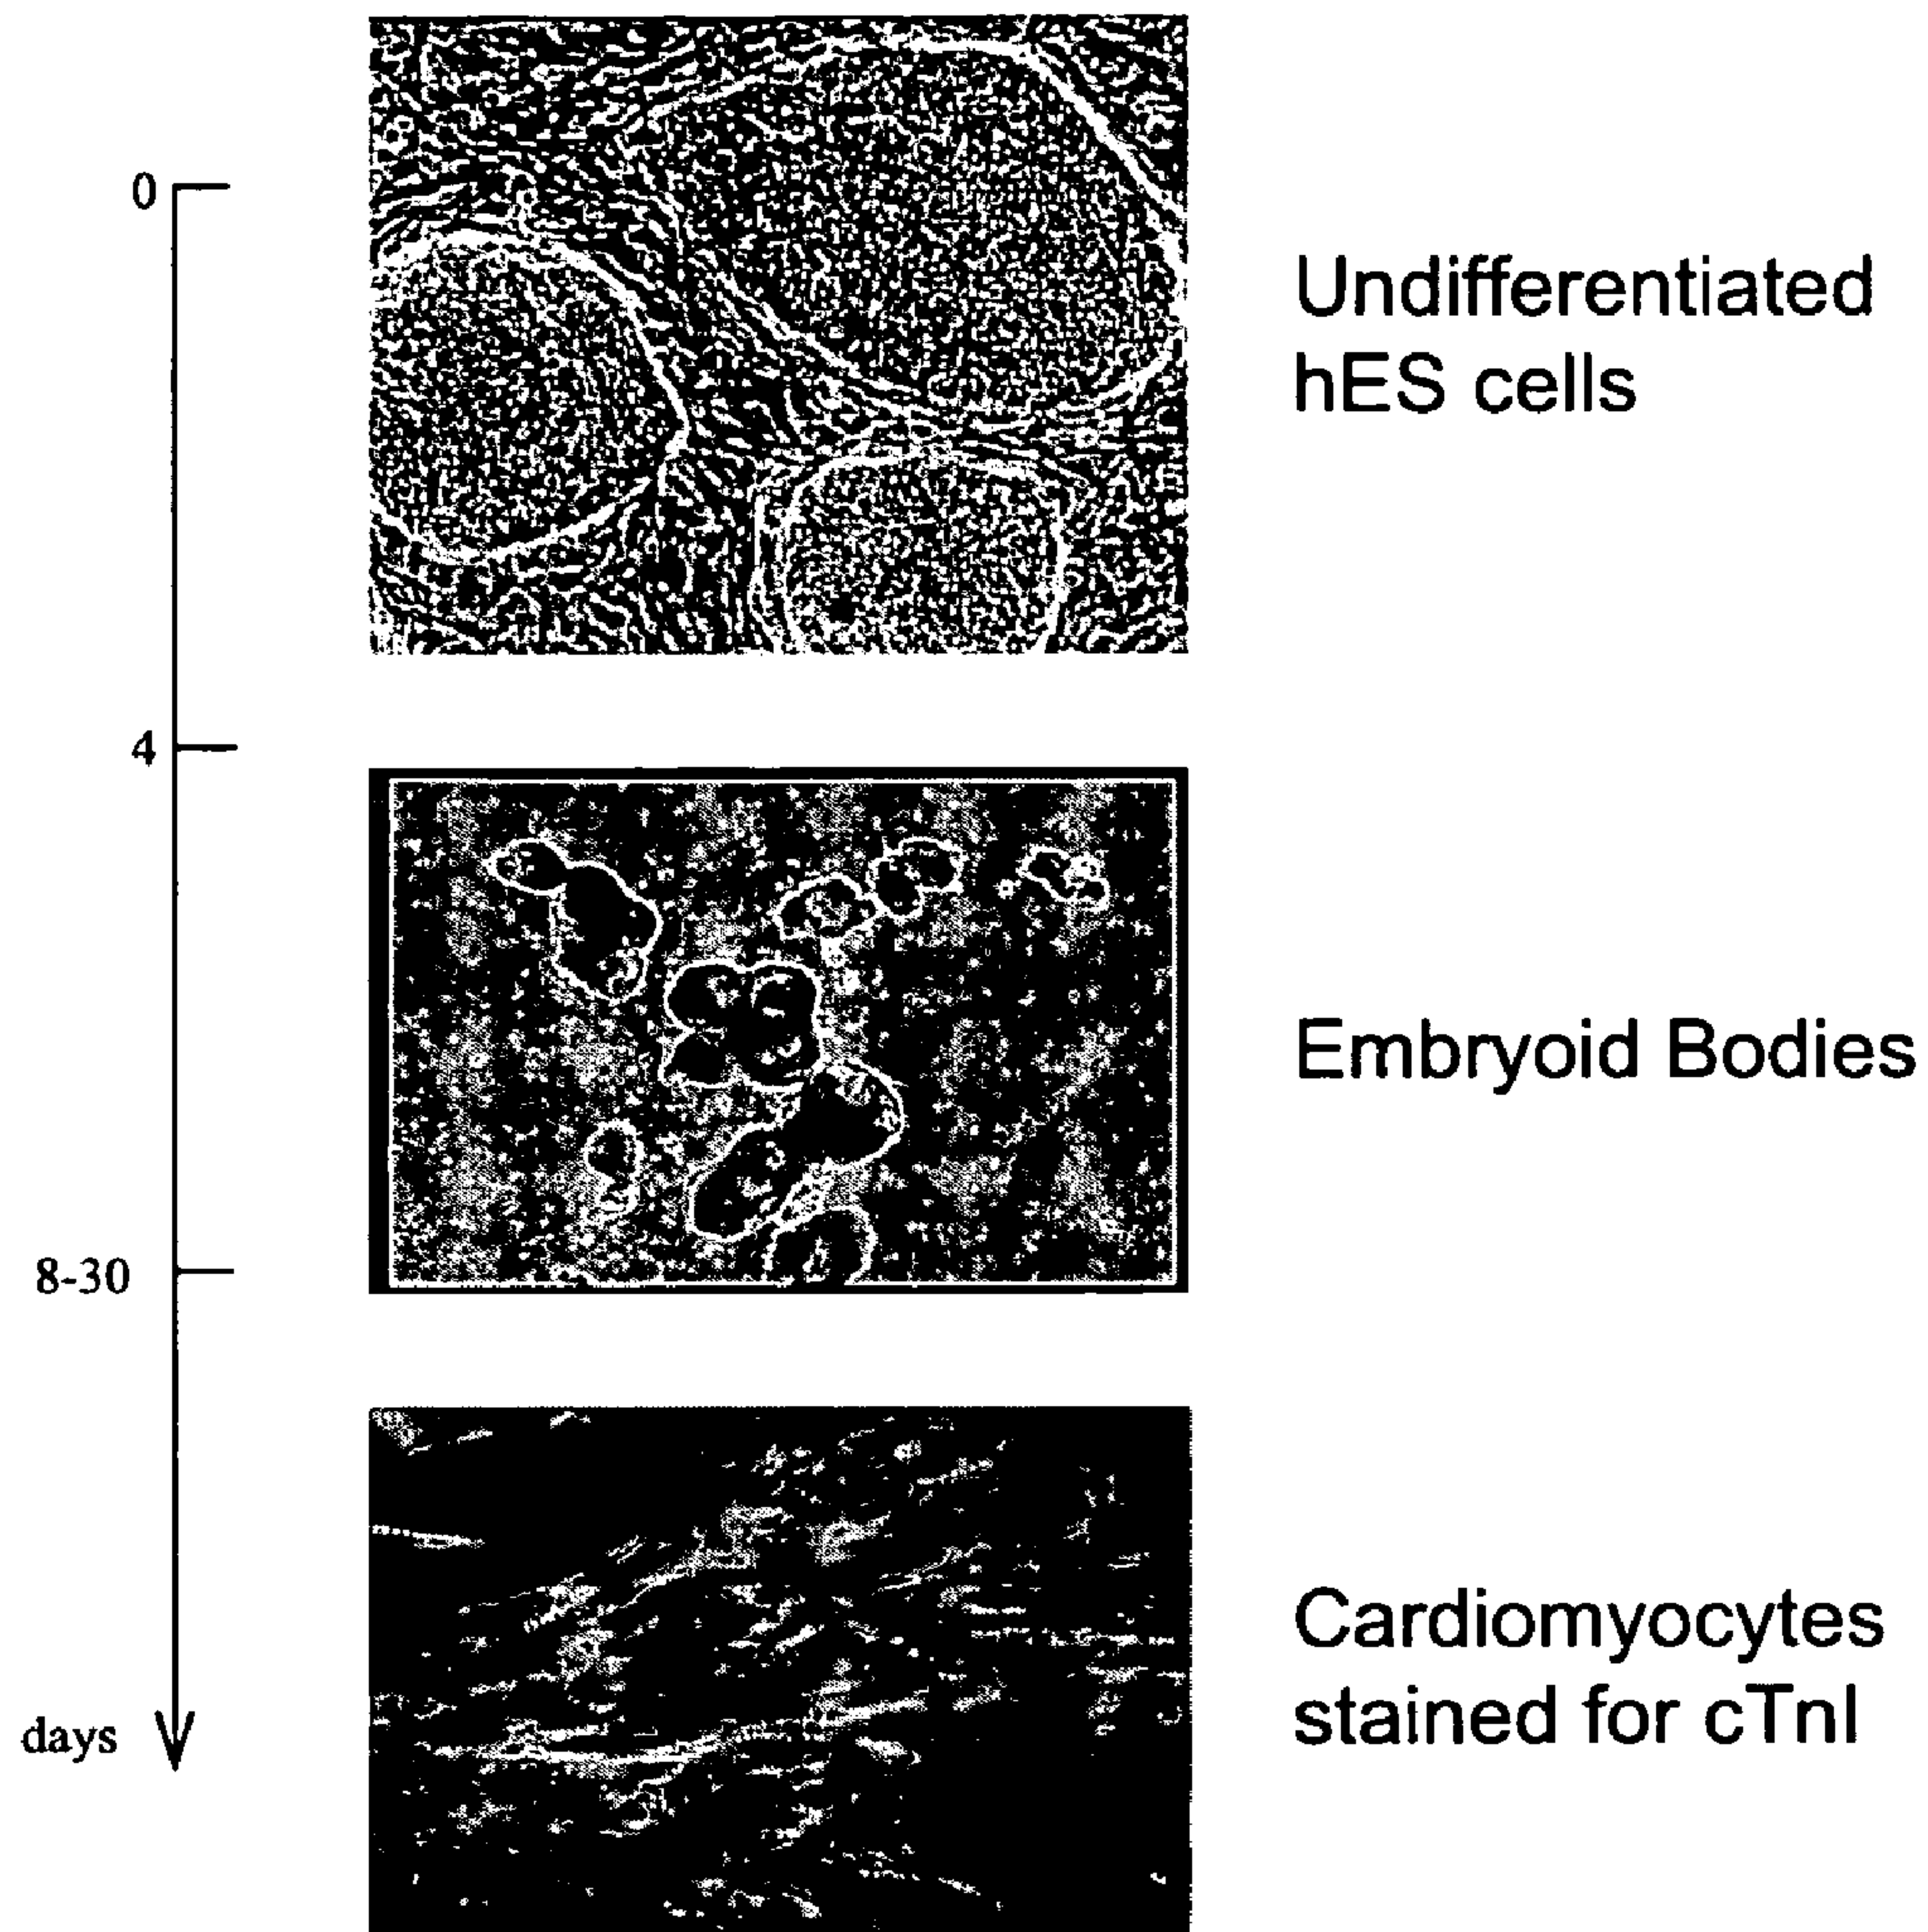 0
Undifferentiated
hES cells
4
Embryoid Bodies
8-30
Cardiomyocytes
stained for cTnI
days